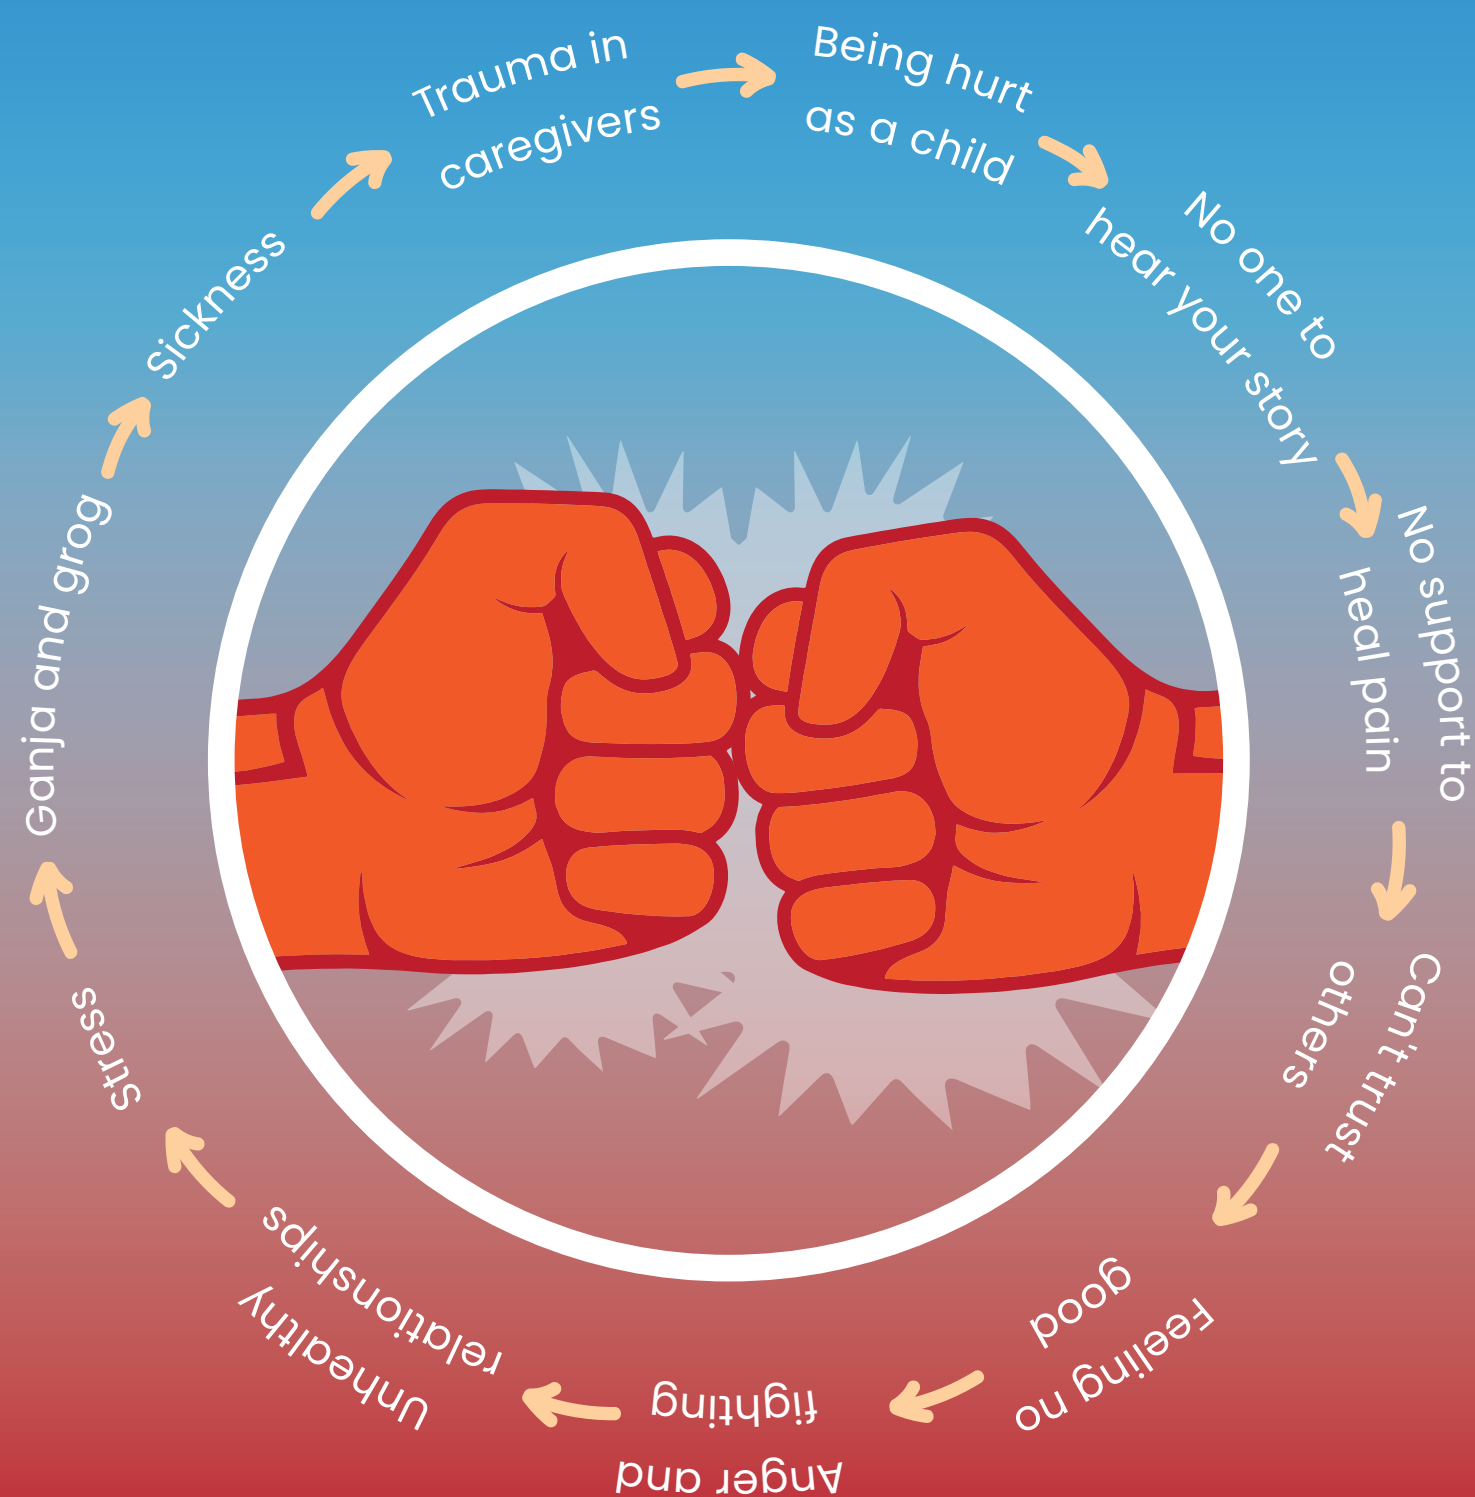 Trauma in
caregivers
Being hurt
as a child
No one to
hear your story
No support to
heal pain
Can't trust
others
Feeling no
good
Anger and
fighting
Unhealthy
relationships
Stress
Ganja and grog
Sickness